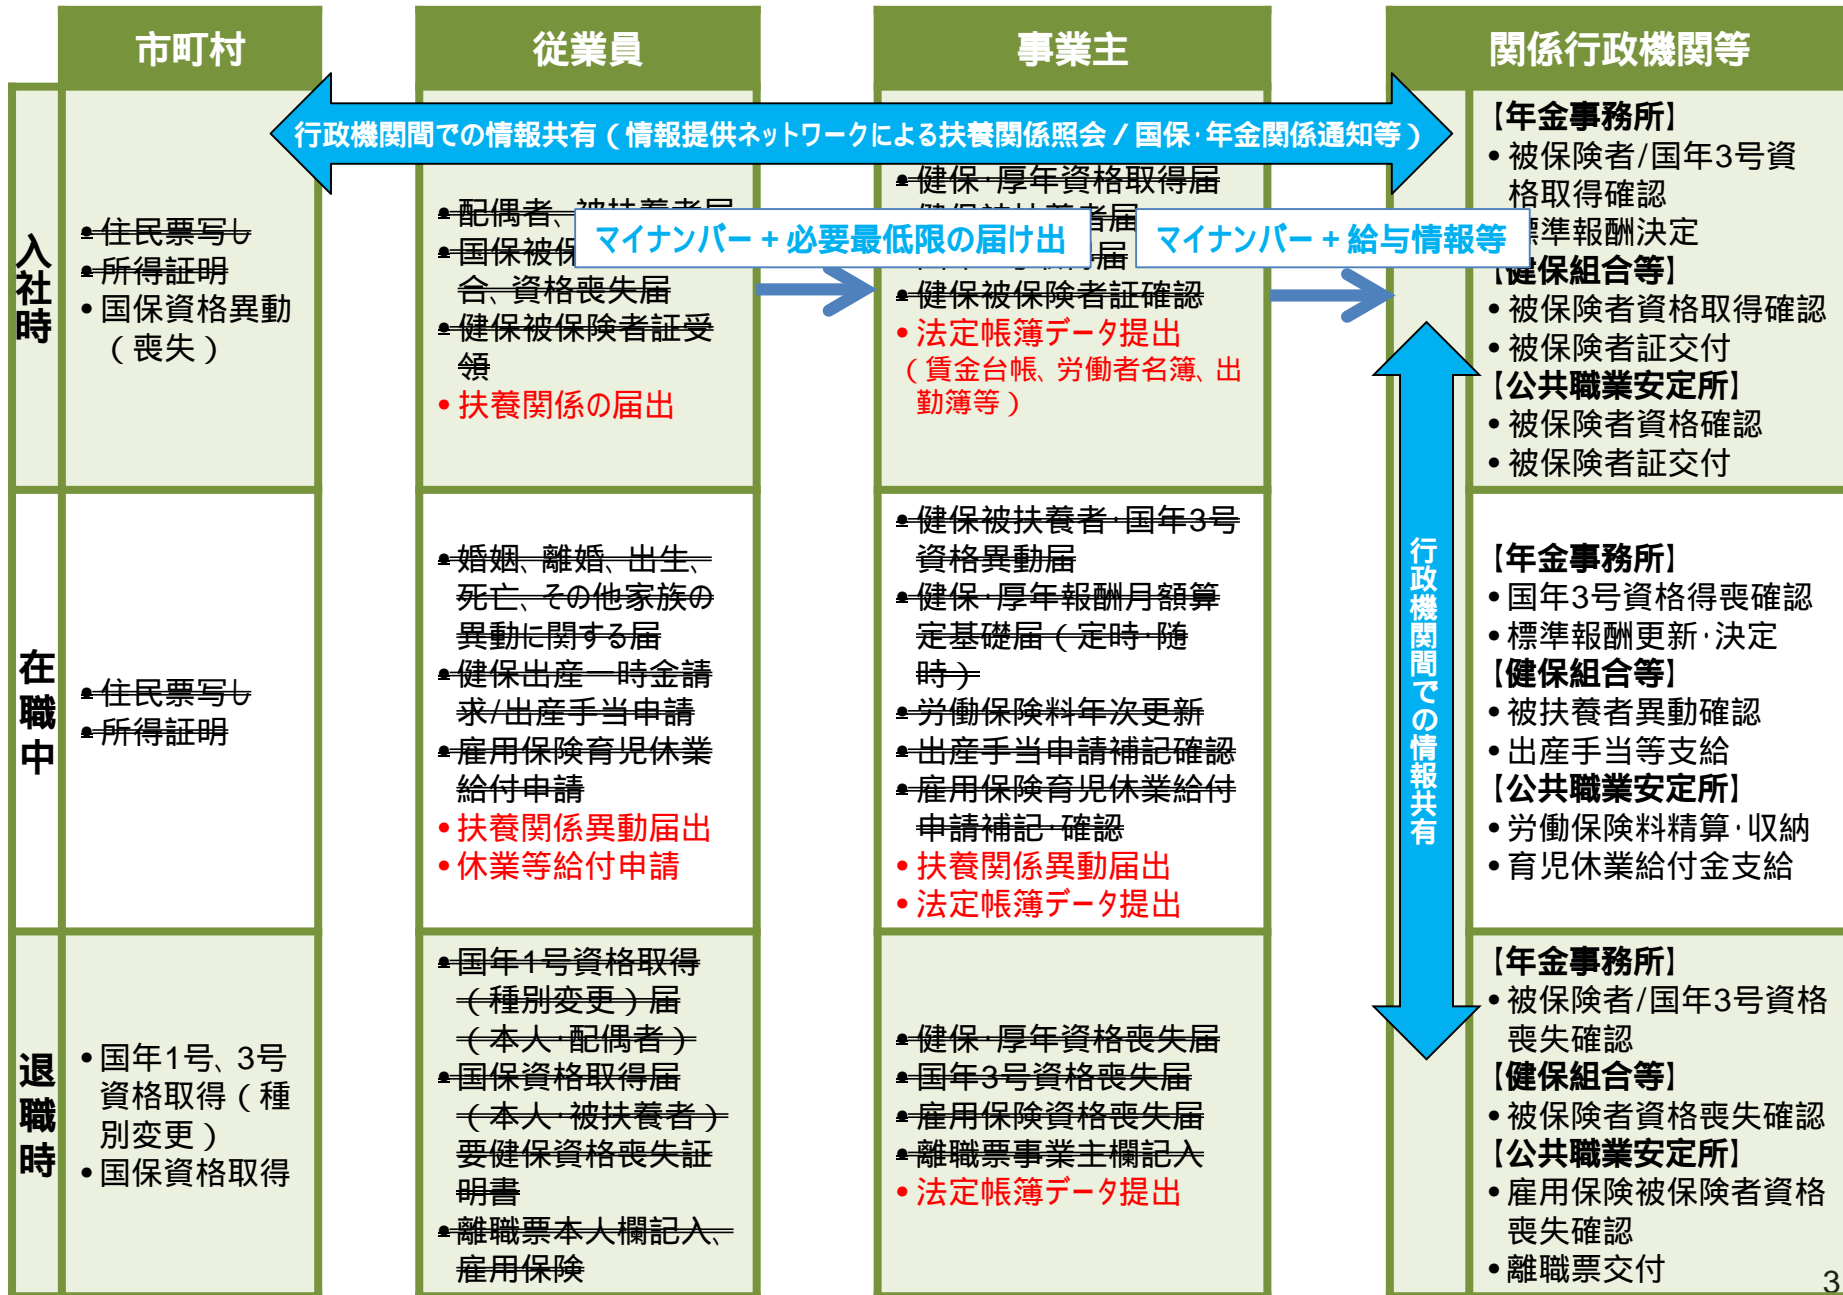 市町村
従業員
事業主
関係行政機関等
行政機関間での情報共有(情報提供ネットワークによる扶養関係照会/国保･年金関係通知等)
入社時
•住民票写し
•所得証明
•国保資格異動
(喪失)
•配偶者、被扶養者届
•国保被保
合、資格喪失届
•健保被保険者証受
領
•扶養関係の届出
マイナンバー+必要最低限の届け出
•健保･厚年資格取得届
者届
届
•健保被保険者証確認
•法定帳簿データ提出
(賃金台帳、労働者名簿、出
勤簿等)
マイナンバー+給与情報等
【年金事務所】
•被保険者/国年3号資
格取得確認
標準報酬決定
【健保組合等】
•被保険者資格取得確認
•被保険者証交付
【公共職業安定所】
•被保険者資格確認
•被保険者証交付
行政機関間での情報共有
在職中
•住民票写し
•所得証明
•婚姻、離婚、出生、
死亡、その他家族の
異動に関する届
•健保出産一時金請
求/出産手当申請
•雇用保険育児休業
給付申請
•扶養関係異動届出
•休業等給付申請
•健保被扶養者･国年3号
資格異動届
•健保･厚年報酬月額算
定基礎届(定時･随
時)
•労働保険料年次更新
•出産手当申請補記確認
•雇用保険育児休業給付
申請補記･確認
•扶養関係異動届出
•法定帳簿データ提出
【年金事務所】
•国年3号資格得喪確認
•標準報酬更新･決定
【健保組合等】
•被扶養者異動確認
•出産手当等支給
【公共職業安定所】
•労働保険料精算･収納
•育児休業給付金支給
退職時
•国年1号、3号
資格取得(種
別変更)
•国保資格取得
•国年1号資格取得
(種別変更)届
(本人･配偶者)
•国保資格取得届
(本人･被扶養者)
要健保資格喪失証
明書
•離職票本人欄記入、
雇用保険
•健保･厚年資格喪失届
•国年3号資格喪失届
•雇用保険資格喪失届
•離職票事業主欄記入
•法定帳簿データ提出
【年金事務所】
•被保険者/国年3号資格
喪失確認
【健保組合等】
•被保険者資格喪失確認
【公共職業安定所】
•雇用保険被保険者資格
喪失確認
•離職票交付
3